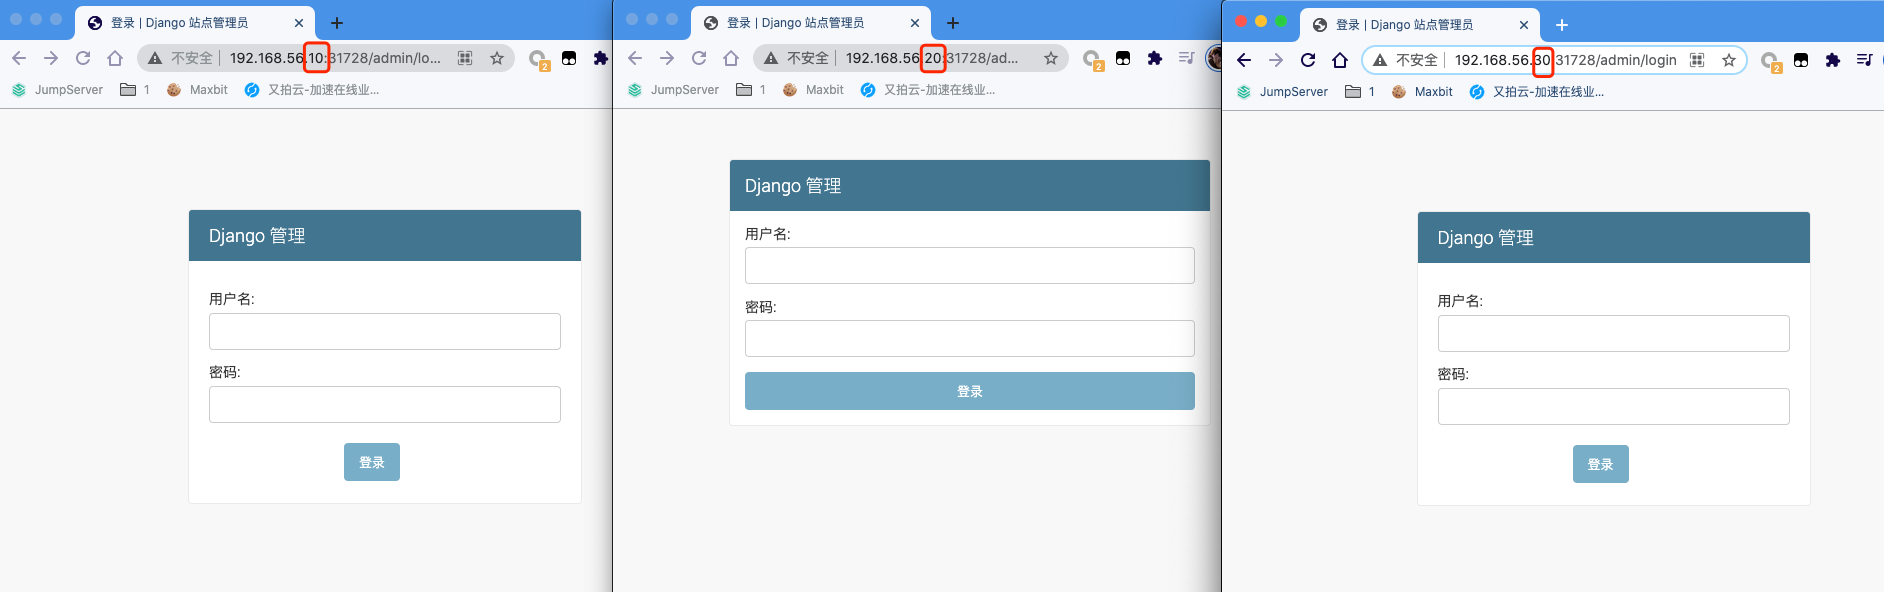 登录 | Django 站点管理员
不安全 | 192.168.56.10:31728/admin/lo...
2
JumpServer 1 Maxbit 又拍云-加速在线业...
Django 管理
用户名:
密码:
登录
登录 | Django 站点管理员
不安全 | 192.168.56.20:31728/ad...
2
JumpServer 1 Maxbit 又拍云-加速在线业...
Django 管理
用户名:
密码:
登录
登录 | Django 站点管理员
不安全 | 192.168.56.30:31728/admin/login
2
JumpServer 1 Maxbit 又拍云-加速在线业...
Django 管理
用户名:
密码:
登录